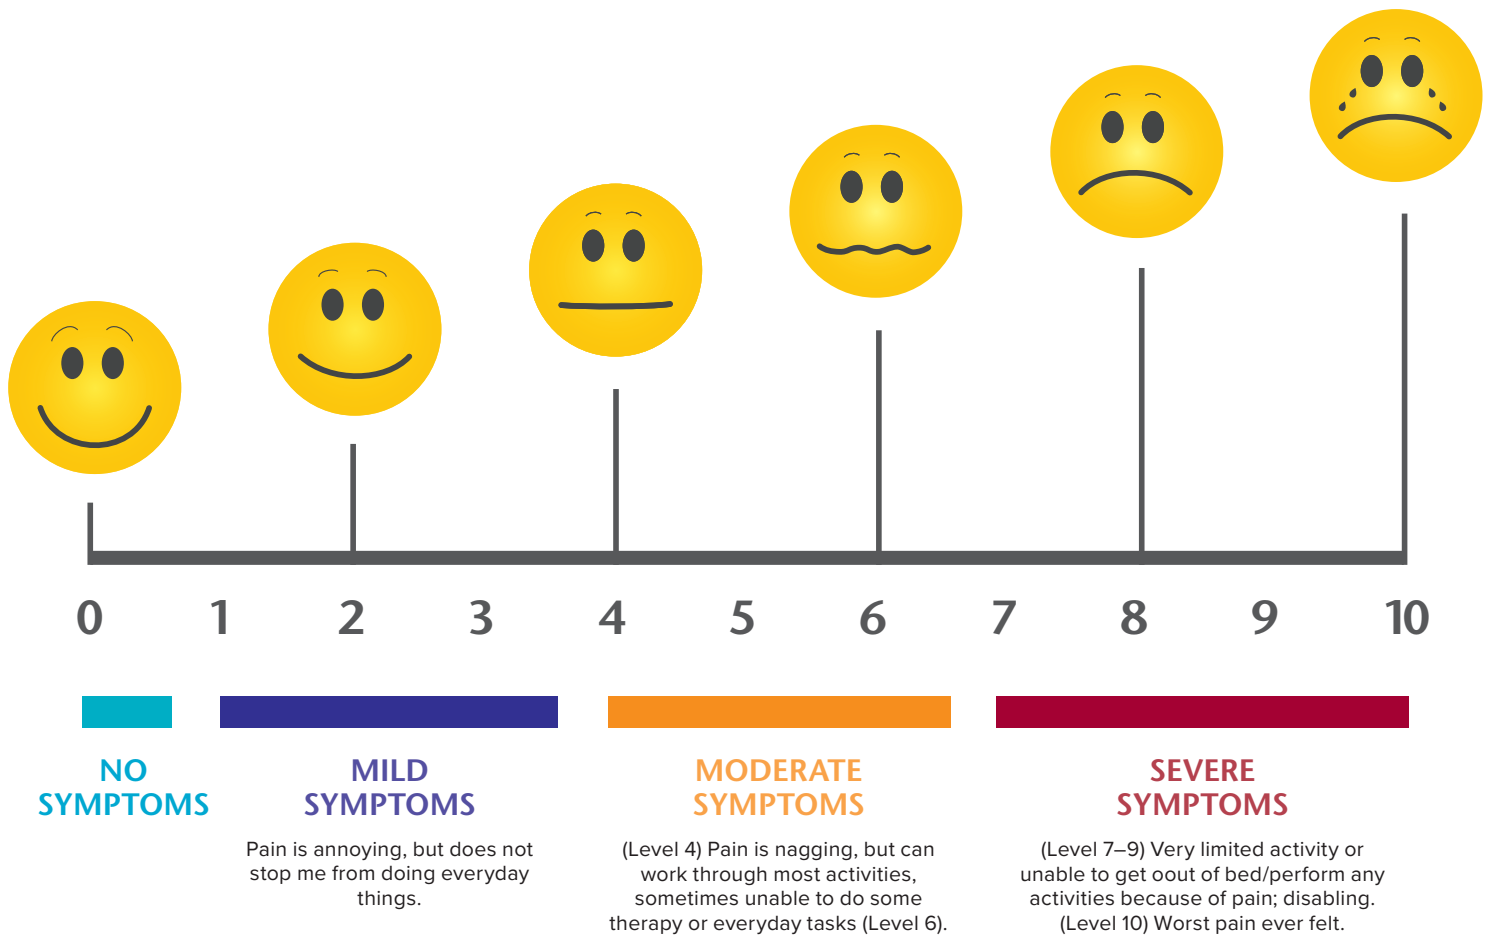 0 1 2 3 4 5 6 7 8 9 10
NO
SYMPTOMS
MILD
SYMPTOMS
Pain is annoying, but does not
stop me from doing everyday
things.
MODERATE
SYMPTOMS
(Level 4) Pain is nagging, but can
work through most activities,
sometimes unable to do some
therapy or everyday tasks (Level 6).
SEVERE
SYMPTOMS
(Level 7–9) Very limited activity or
unable to get oout of bed/perform any
activities because of pain; disabling.
(Level 10) Worst pain ever felt.